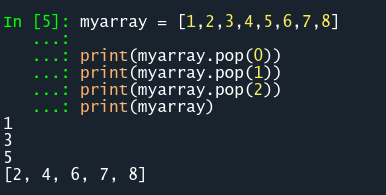 In [5]: myarray = [1,2,3,4,5,6,7,8]
   ...:
   ...: print(myarray.pop(0))
   ...: print(myarray.pop(1))
   ...: print(myarray.pop(2))
   ...: print(myarray)
1
3
5
[2, 4, 6, 7, 8]